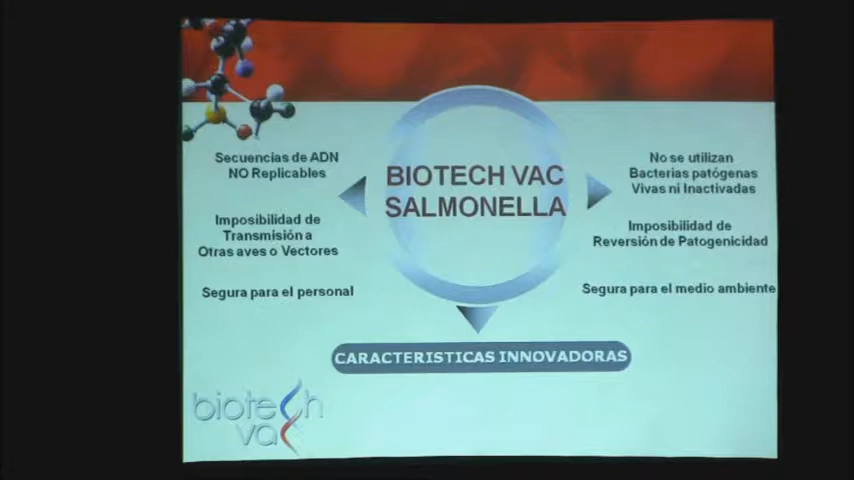 Secuencias de ADN
NO Replicables
Imposibilidad de
Transmisión a
Otras aves o Vectores
Segura para el personal
BIOTECH VAC
SALMONELLA
No se utilizan
Bacterias patógenas
Vivas ni Inactivadas
Imposibilidad de
Reversión de Patogenicidad
Segura para el medio ambiente
CARACTERISTICAS INNOVADORAS
biotech
vac